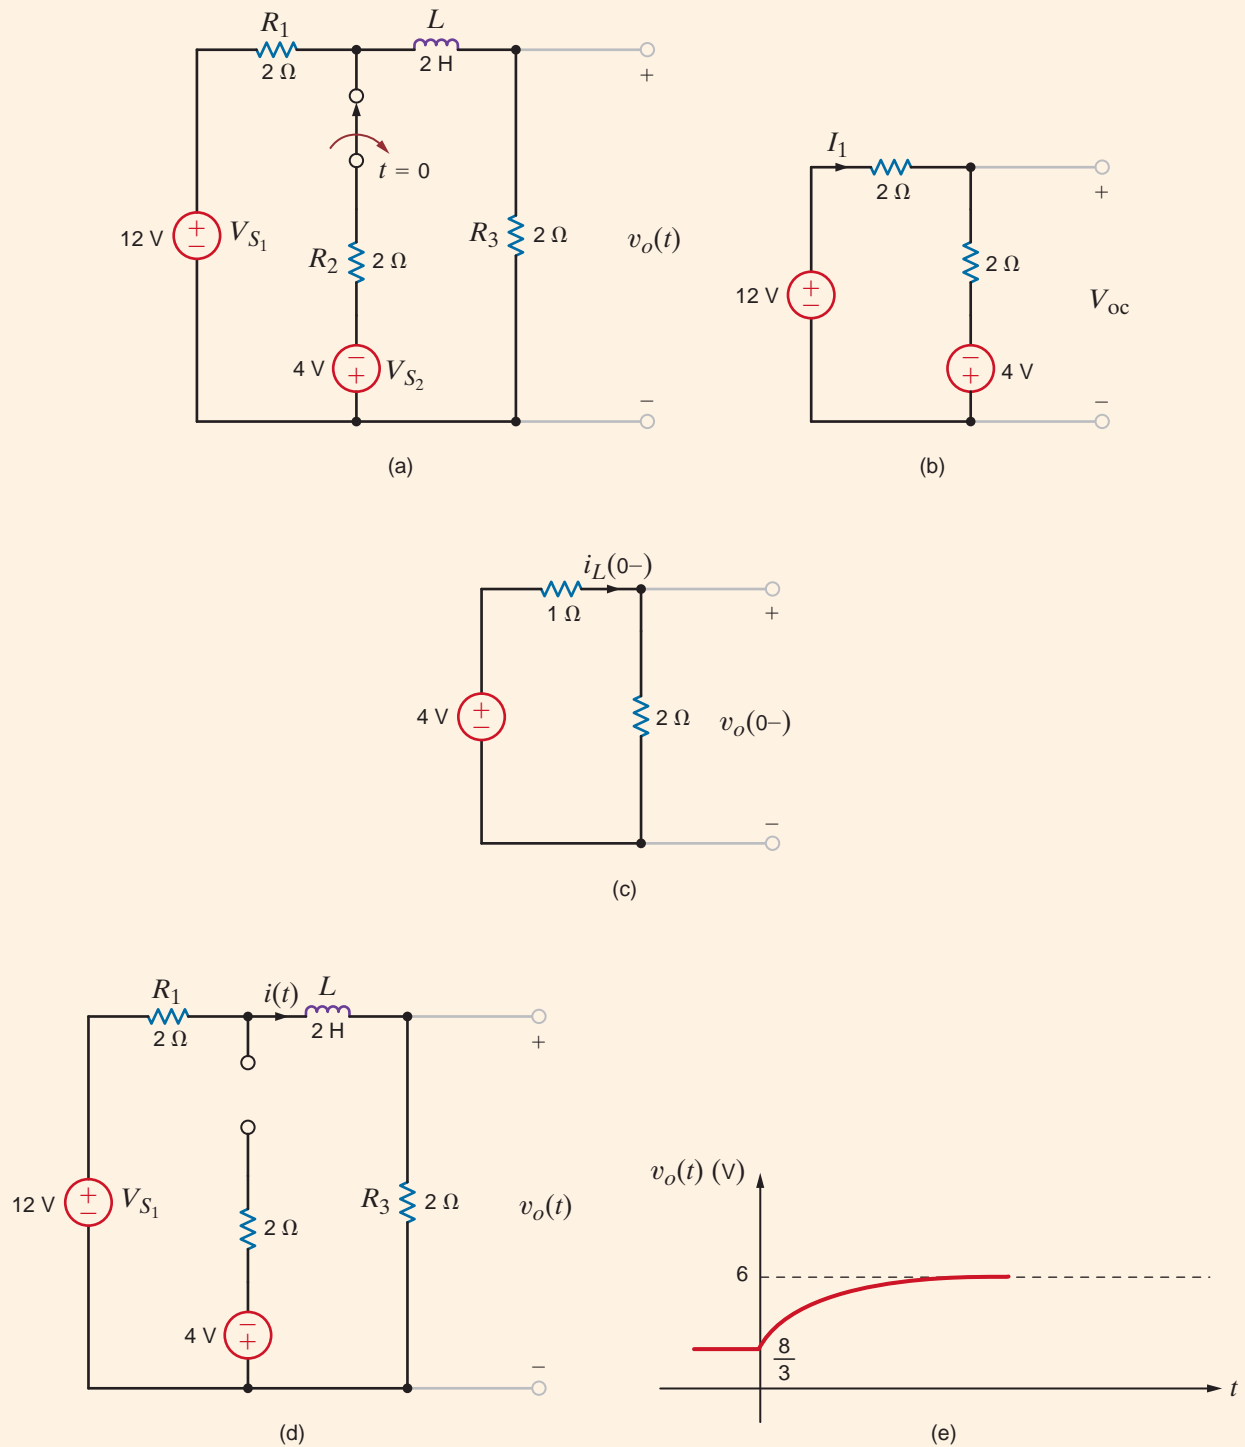 R1
2 Ω
L
2 H
+
t = 0
12 V
+
−
VS1
R2
2 Ω
R3
2 Ω
vo(t)
4 V
−
+
VS2
−
(a)
I1
2 Ω
+
2 Ω
12 V
+
−
Voc
−
+
4 V
−
(b)
iL(0–)
1 Ω
+
4 V
+
−
2 Ω
vo(0–)
−
(c)
R1
2 Ω
i(t)
L
2 H
+
12 V
+
−
VS1
2 Ω
R3
2 Ω
vo(t)
4 V
−
+
−
(d)
vo(t) (V)
6
8
3
t
(e)